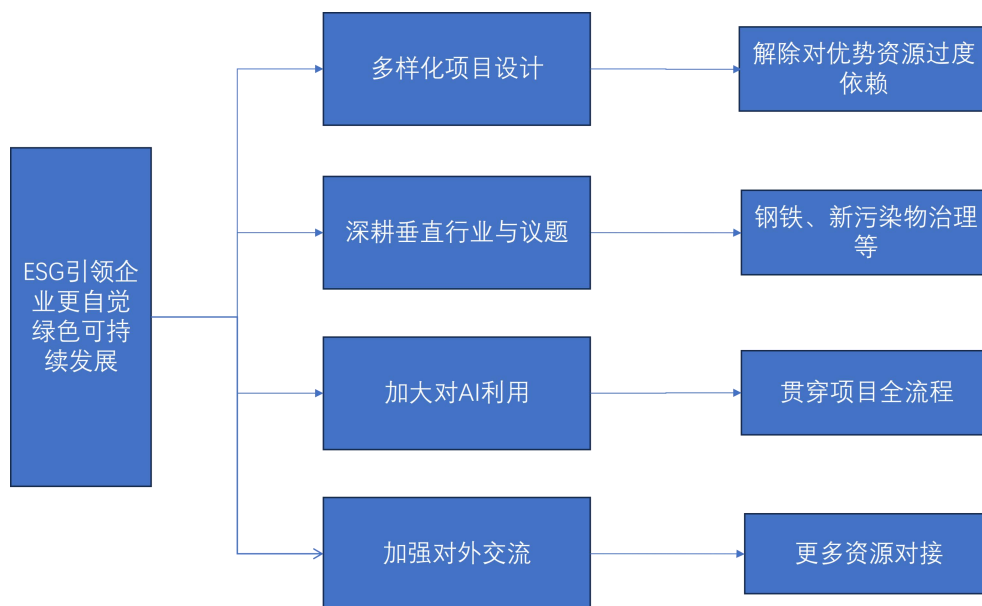 ESG引领企
业更自觉
绿色可持
续发展
多样化项目设计
解除对优势资源过度
依赖
深耕垂直行业与议题
钢铁、新污染物治理
等
加大对AI利用
贯穿项目全流程
加强对外交流
更多资源对接